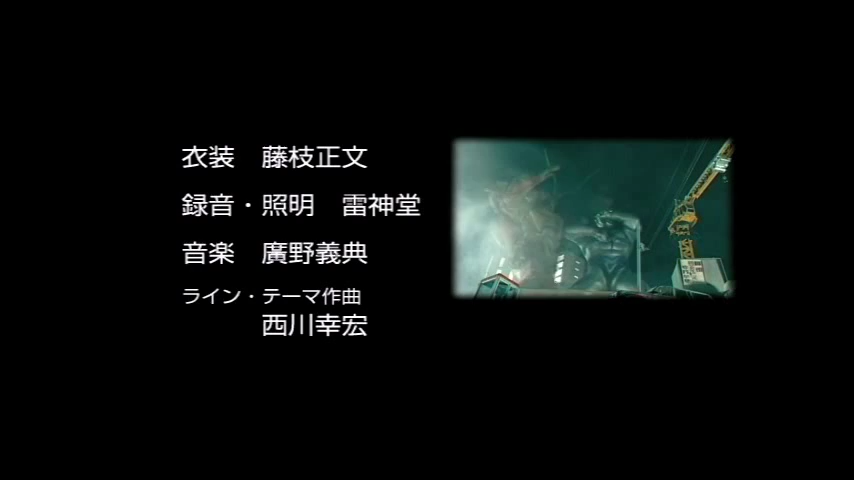 衣装　藤枝正文
録音・照明　雷神堂
音楽　廣野義典
ライン・テーマ作曲
西川幸宏